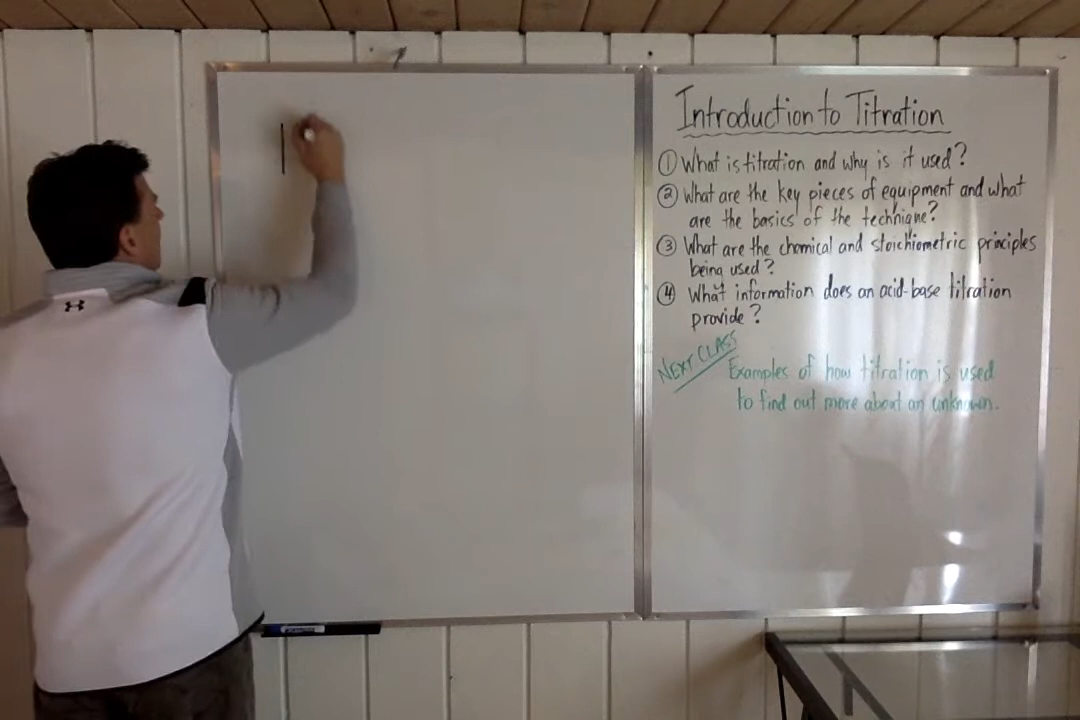 Introduction to Titration
① What is titration and why is it used?
② What are the key pieces of equipment and what
are the basics of the technique?
③ What are the chemical and stoichiometric principles
being used?
④ What information does an acid-base titration
provide?
NEXT CLASS
Examples of how titration is used
to find out more about an unknown.